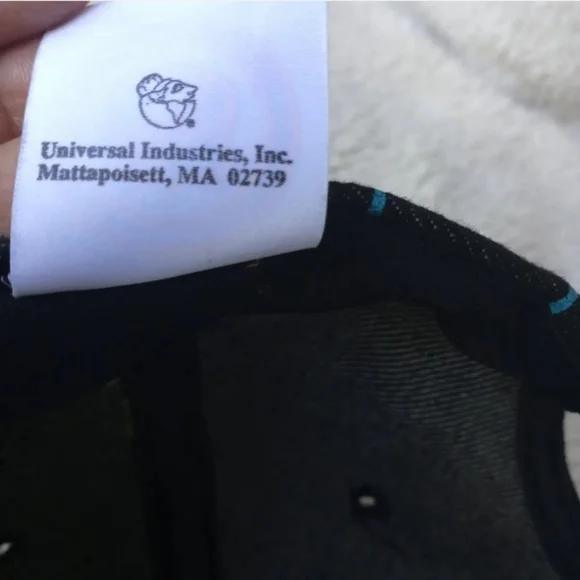 Universal Industries, Inc.
Mattapoisett, MA 02739